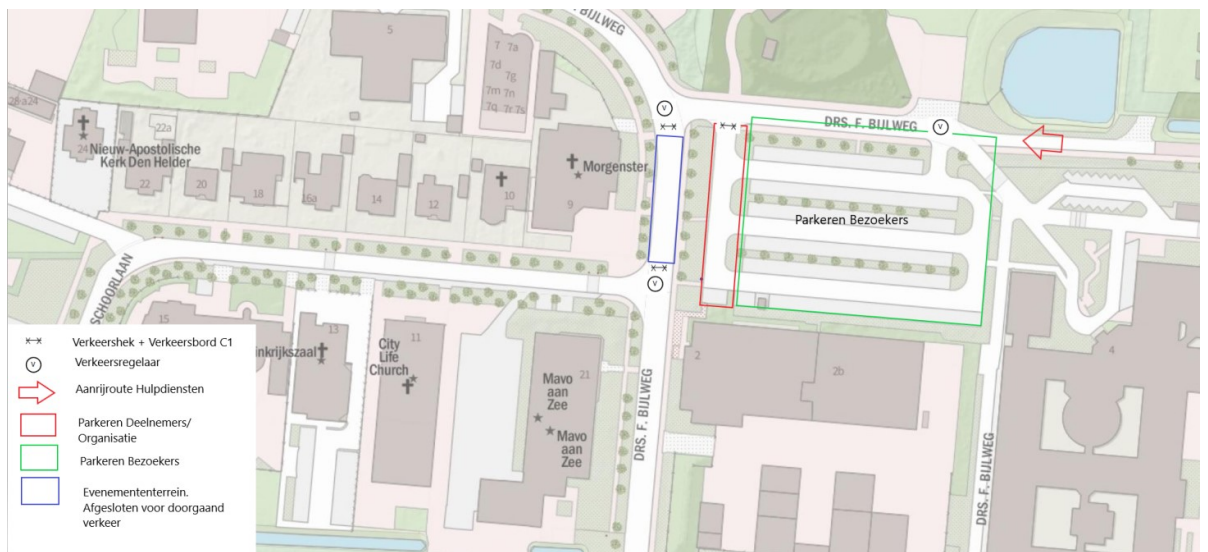 BIJLWEG
5
7 7a
7d
7g
7m 7n
7q 7r 7s
DRS. F. BIJLWEG
V
V
22a
24
Nieuw-Apostolische
Kerk Den Helder
22
20
18
16a
14
12
10
Morgenster
9
Parkeren Bezoekers
V
SCHOORLAAN
15
13
inkrijkszaal
City
Life
Church
11
Mavo
aan
Zee
21
Mavo
aan
Zee
DRS. F. BIJLWEG
2
2b
4
DRS. F. BIJLWEG
Verkeershek + Verkeersbord C1
V
Verkeersregelaar
Aanrijroute Hulpdiensten
Parkeren Deelnemers/
Organisatie
Parkeren Bezoekers
Evenemententerrein.
Afgesloten voor doorgaand
verkeer